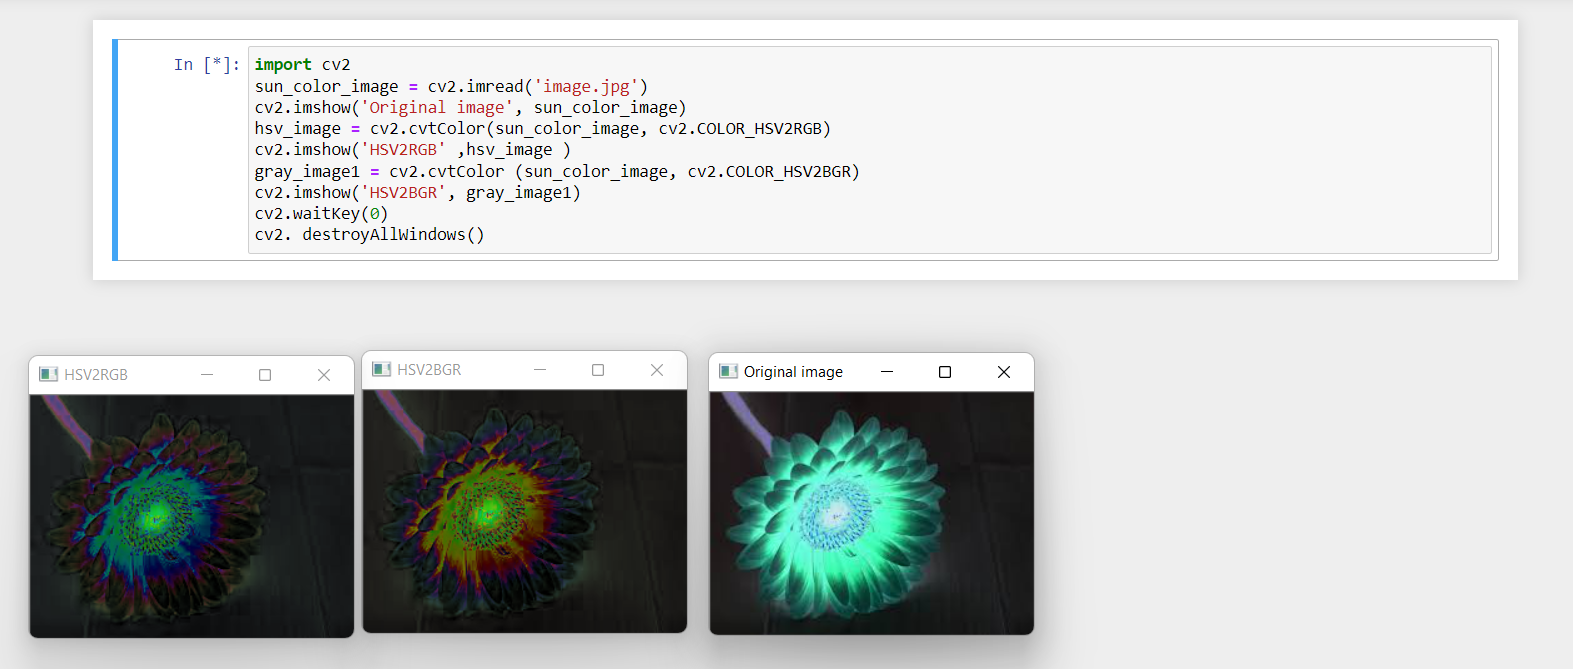 In [*]:
import cv2
sun_color_image = cv2.imread('image.jpg')
cv2.imshow('Original image', sun_color_image)
hsv_image = cv2.cvtColor(sun_color_image, cv2.COLOR_HSV2RGB)
cv2.imshow('HSV2RGB' ,hsv_image )
gray_image1 = cv2.cvtColor (sun_color_image, cv2.COLOR_HSV2BGR)
cv2.imshow('HSV2BGR', gray_image1)
cv2.waitKey(0)
cv2. destroyAllWindows()
HSV2RGB
HSV2BGR
Original image